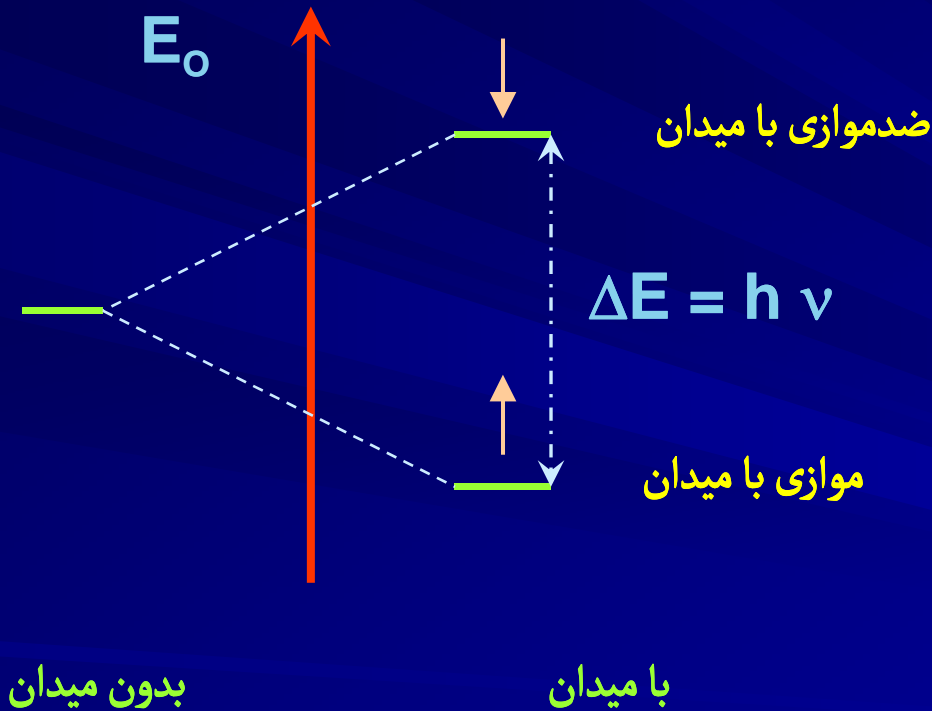 E₀
ضدموازی با میدان
ΔE = h ν
موازی با میدان
بدون میدان
با میدان